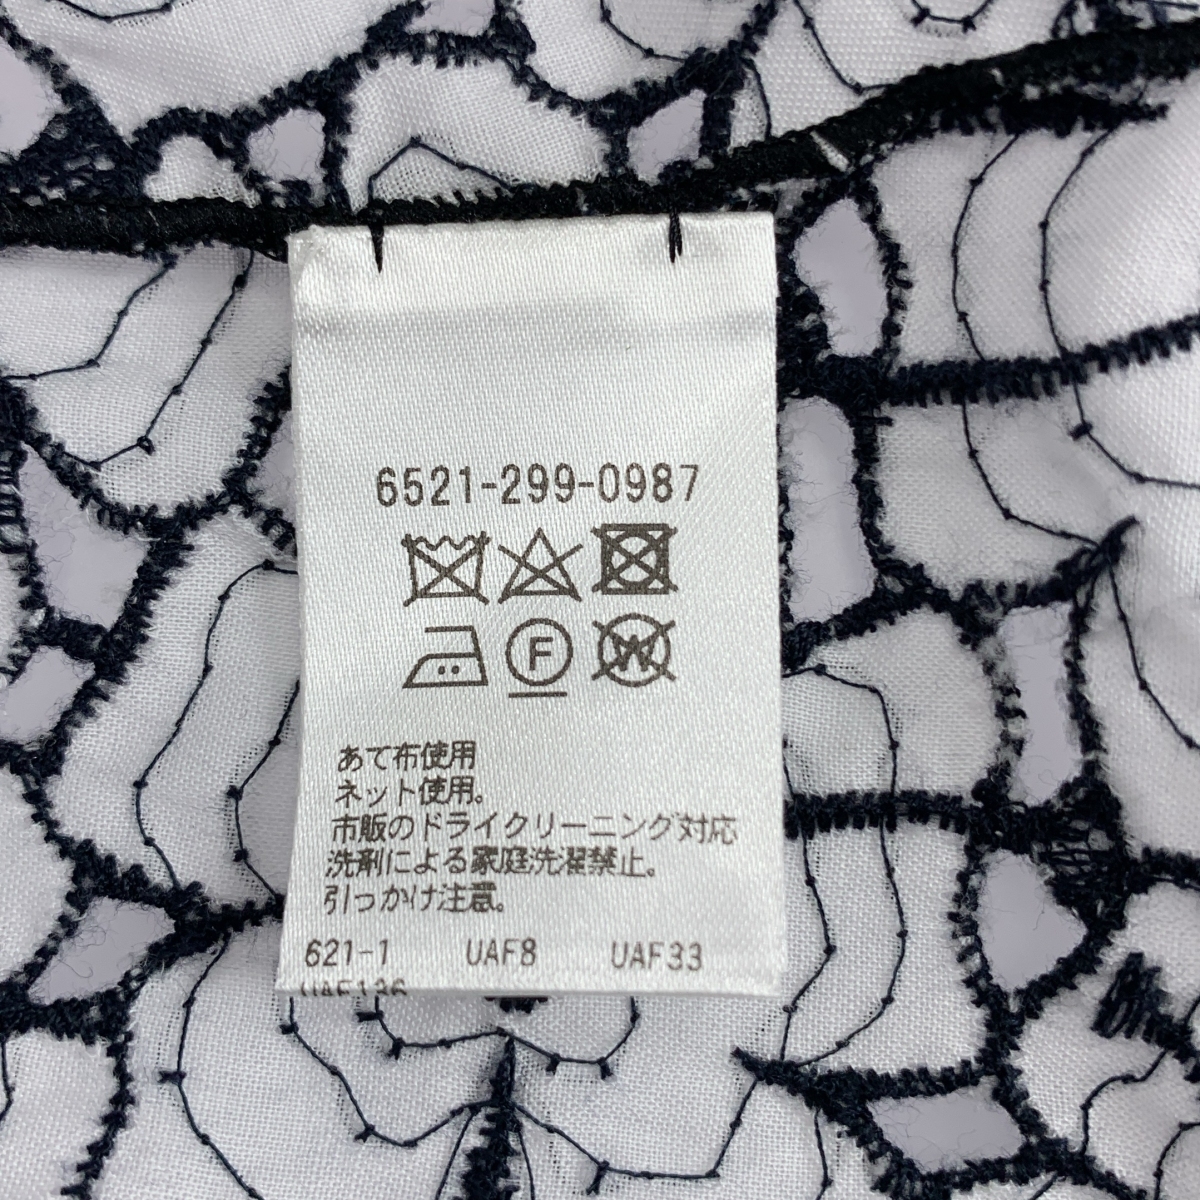 6521-299-0987
F W
あて布使用
ネット使用。
市販のドライクリーニング対応
洗剤による家庭洗濯禁止。
引っかけ注意。
621-1 UAF8 UAF33
UAF136